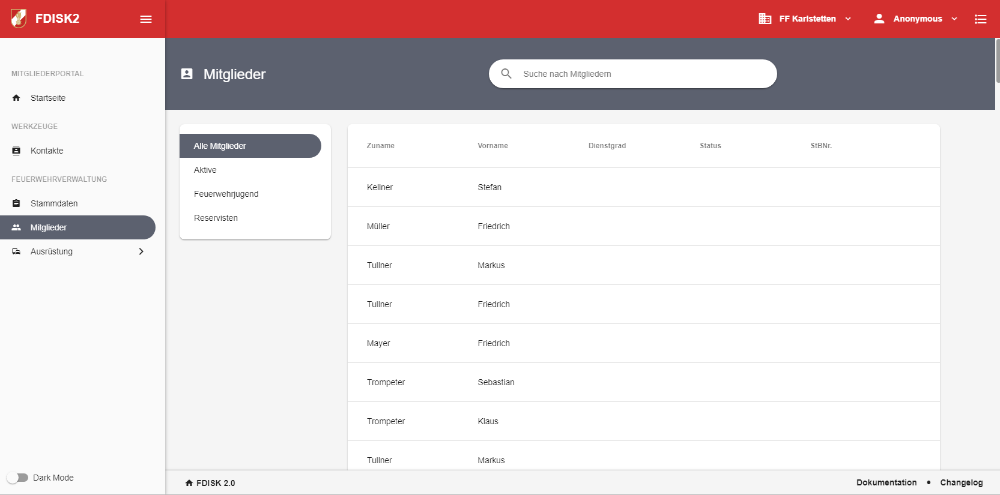 FDISK2
FF Karlstetten
Anonymous
MITGLIEDERPORTAL
Startseite
WERKZEUGE
Kontakte
FEUERWEHRVERWALTUNG
Stammdaten
Mitglieder
Ausrüstung
Dark Mode
Mitglieder
Suche nach Mitgliedern
Alle Mitglieder
Aktive
Feuerwehrjugend
Reservisten
Zuname Vorname Dienstgrad Status StBNr.
Kellner Stefan
Müller Friedrich
Tullner Markus
Tullner Friedrich
Mayer Friedrich
Trompeter Sebastian
Trompeter Klaus
Tullner Markus
FDISK 2.0
Dokumentation • Changelog